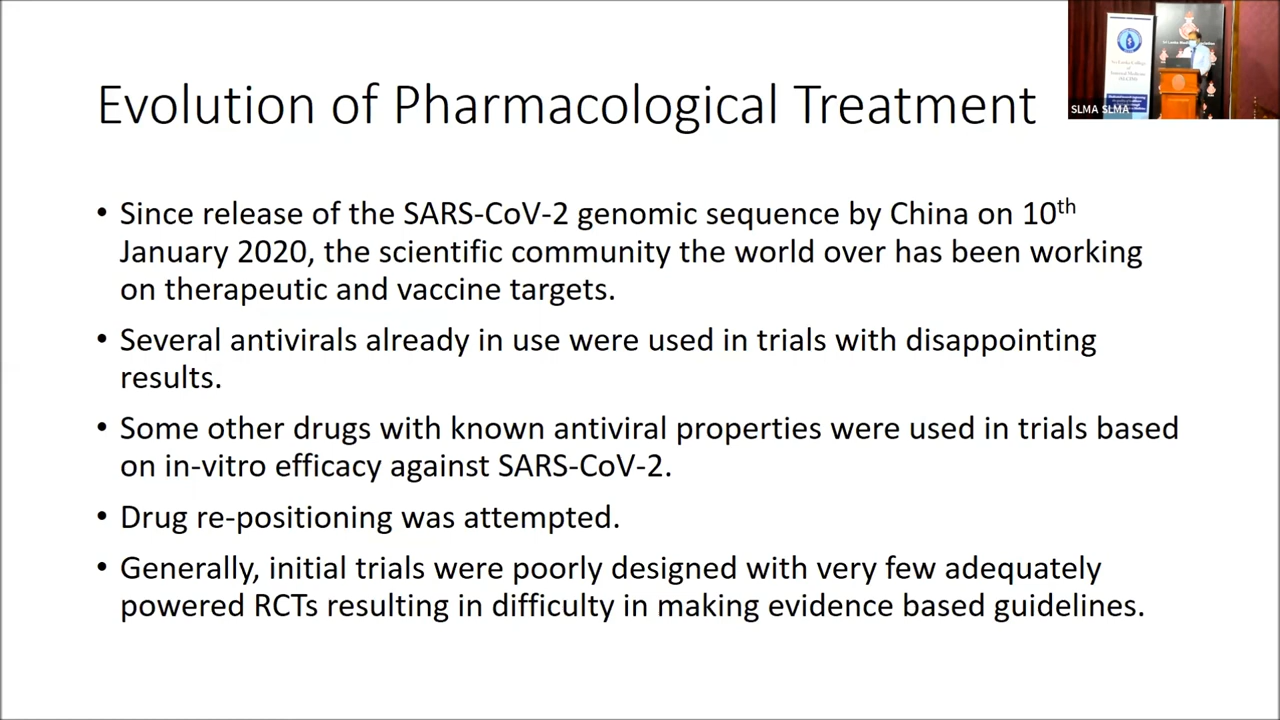 Evolution of Pharmacological Treatment
SLMA SLMA
• Since release of the SARS-CoV-2 genomic sequence by China on 10th
January 2020, the scientific community the world over has been working
on therapeutic and vaccine targets.
• Several antivirals already in use were used in trials with disappointing
results.
• Some other drugs with known antiviral properties were used in trials based
on in-vitro efficacy against SARS-CoV-2.
• Drug re-positioning was attempted.
• Generally, initial trials were poorly designed with very few adequately
powered RCTs resulting in difficulty in making evidence based guidelines.